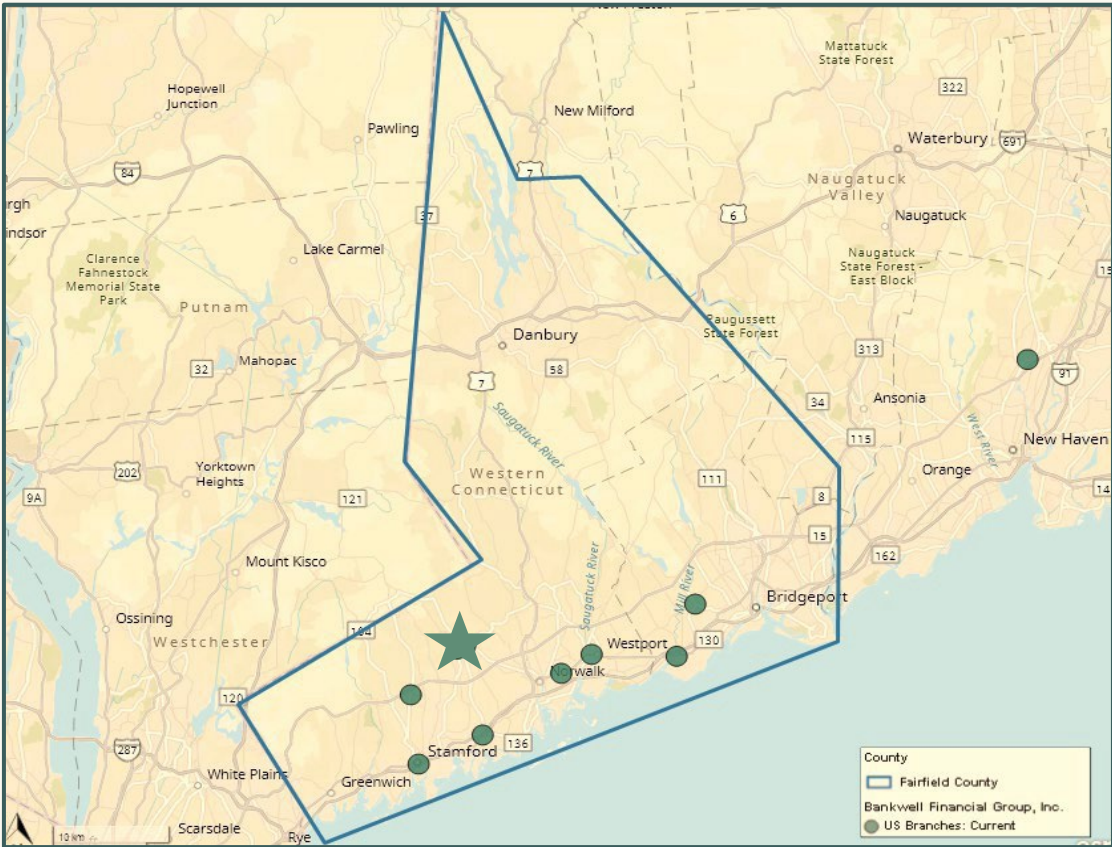 Mattatuck
State Forest
322
Hopewell
Junction
New Milford
Pawling
Waterbury
691
84
7
Naugatuck
Valley
6
Naugatuck
37
Lake Carmel
Clarence
Fahnestock
Memorial State
Park
Naugatuck
State Forest -
East Block
Putnam
Paugussett
State Forest
Danbury
313
Mahopac
32
58
91
7
34
Ansonia
115
West River
New Haven
Saugatuck River
Orange
202
Yorktown
Heights
Western
Connecticut
111
9A
121
8
15
162
Mount Kisco
Saugatuck River
Mill River
Bridgeport
Ossining
Westchester
104
Westport
130
Norwalk
120
287
Stamford
136
White Plains
Greenwich
Scarsdale
Rye
10 km
County
Fairfield County
Bankwell Financial Group, Inc.
US Branches: Current